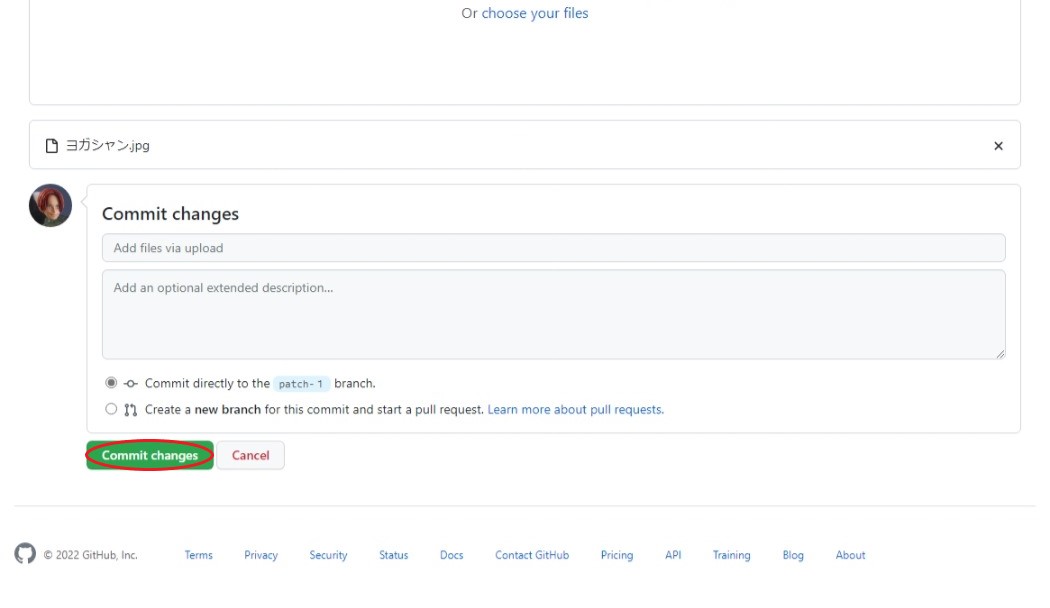 Or choose your files
ヨガシャン.jpg
Commit changes
Add files via upload
Add an optional extended description...
Commit directly to the patch-1 branch.
Create a new branch for this commit and start a pull request. Learn more about pull requests.
Commit changes Cancel
© 2022 GitHub, Inc. Terms Privacy Security Status Docs Contact GitHub Pricing API Training Blog About